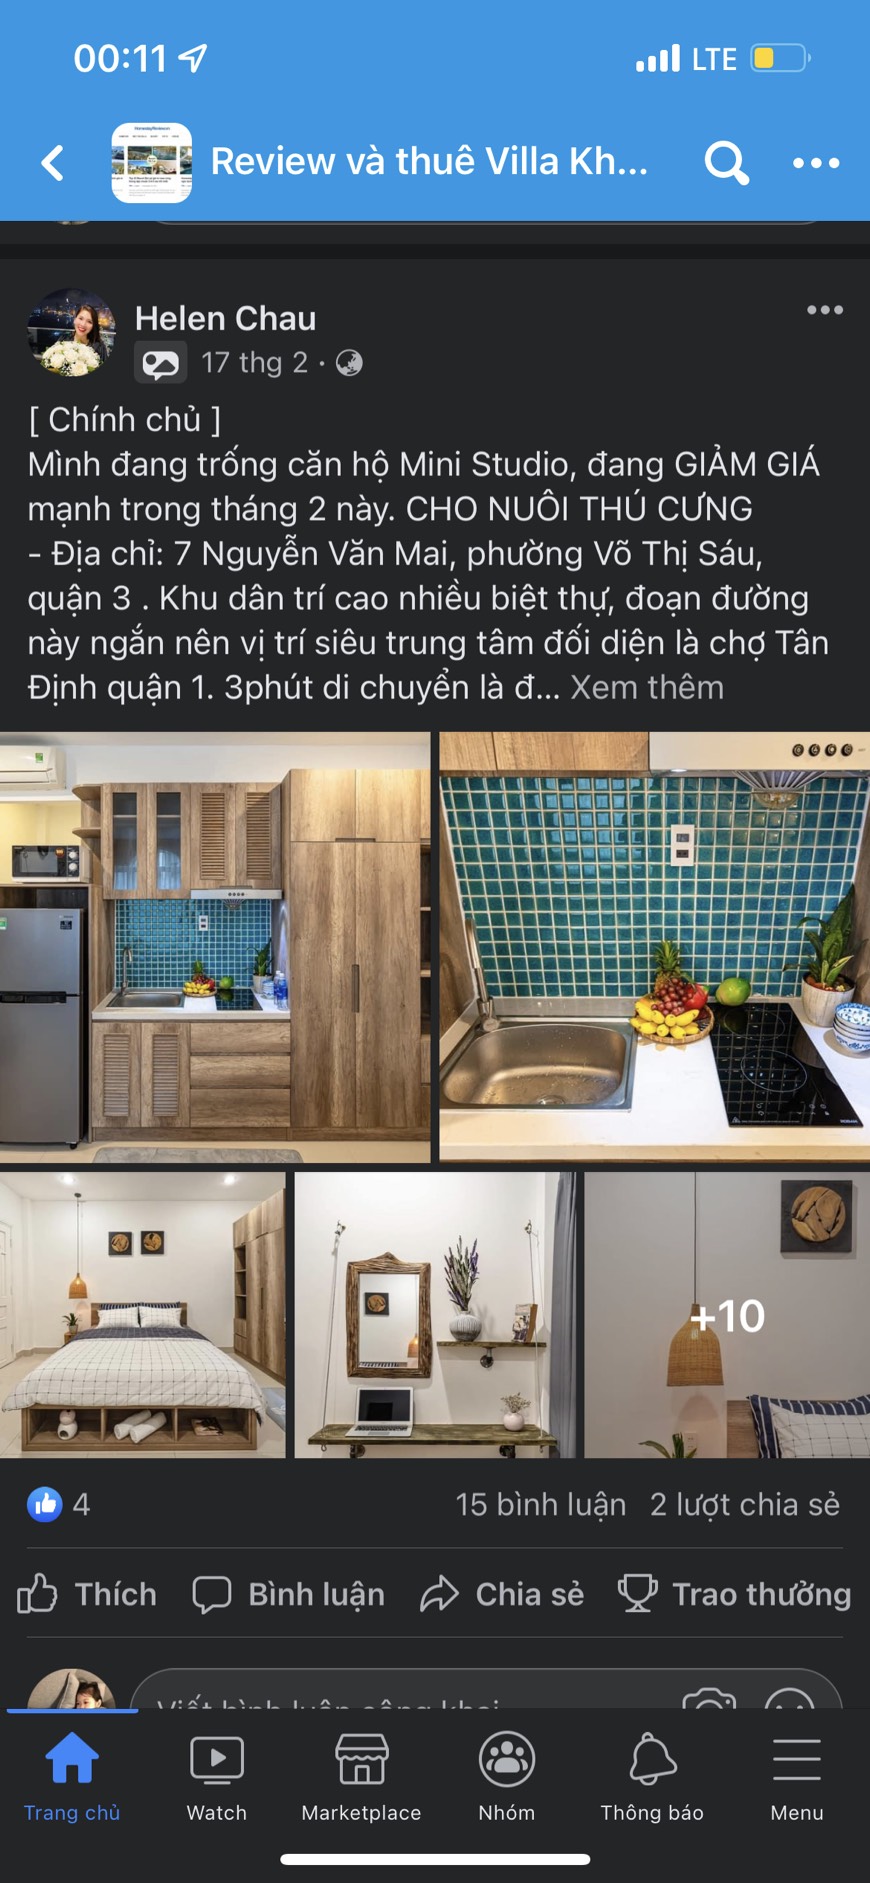 00:11
LTE
Review và thuê Villa Kh...
Helen Chau
17 thg 2 ·
[ Chính chủ ]
Mình đang trống căn hộ Mini Studio, đang GIẢM GIÁ
mạnh trong tháng 2 này. CHO NUÔI THÚ CƯNG
- Địa chỉ: 7 Nguyễn Văn Mai, phường Võ Thị Sáu,
quận 3 . Khu dân trí cao nhiều biệt thự, đoạn đường
này ngắn nên vị trí siêu trung tâm đối diện là chợ Tân
Định quận 1. 3phút di chuyển là đ... Xem thêm
+10
4
15 bình luận 2 lượt chia sẻ
Thích Bình luận Chia sẻ Trao thưởng
Viết bình luận công khai
Trang chủ Watch Marketplace Nhóm Thông báo Menu